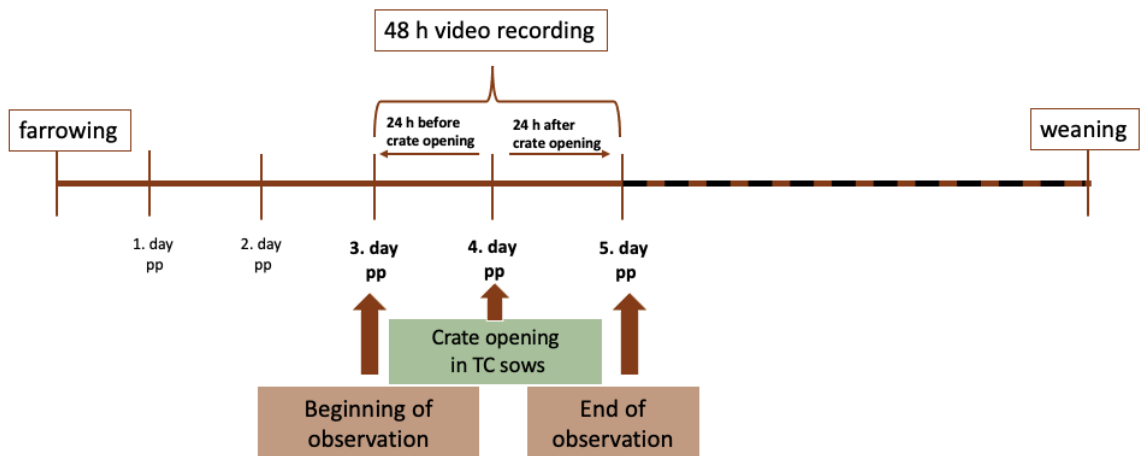 48 h video recording
farrowing
24 h before
crate opening
24 h after
crate opening
weaning
1. day
pp
2. day
pp
3. day
pp
4. day
pp
5. day
pp
Crate opening
in TC sows
Beginning of
observation
End of
observation